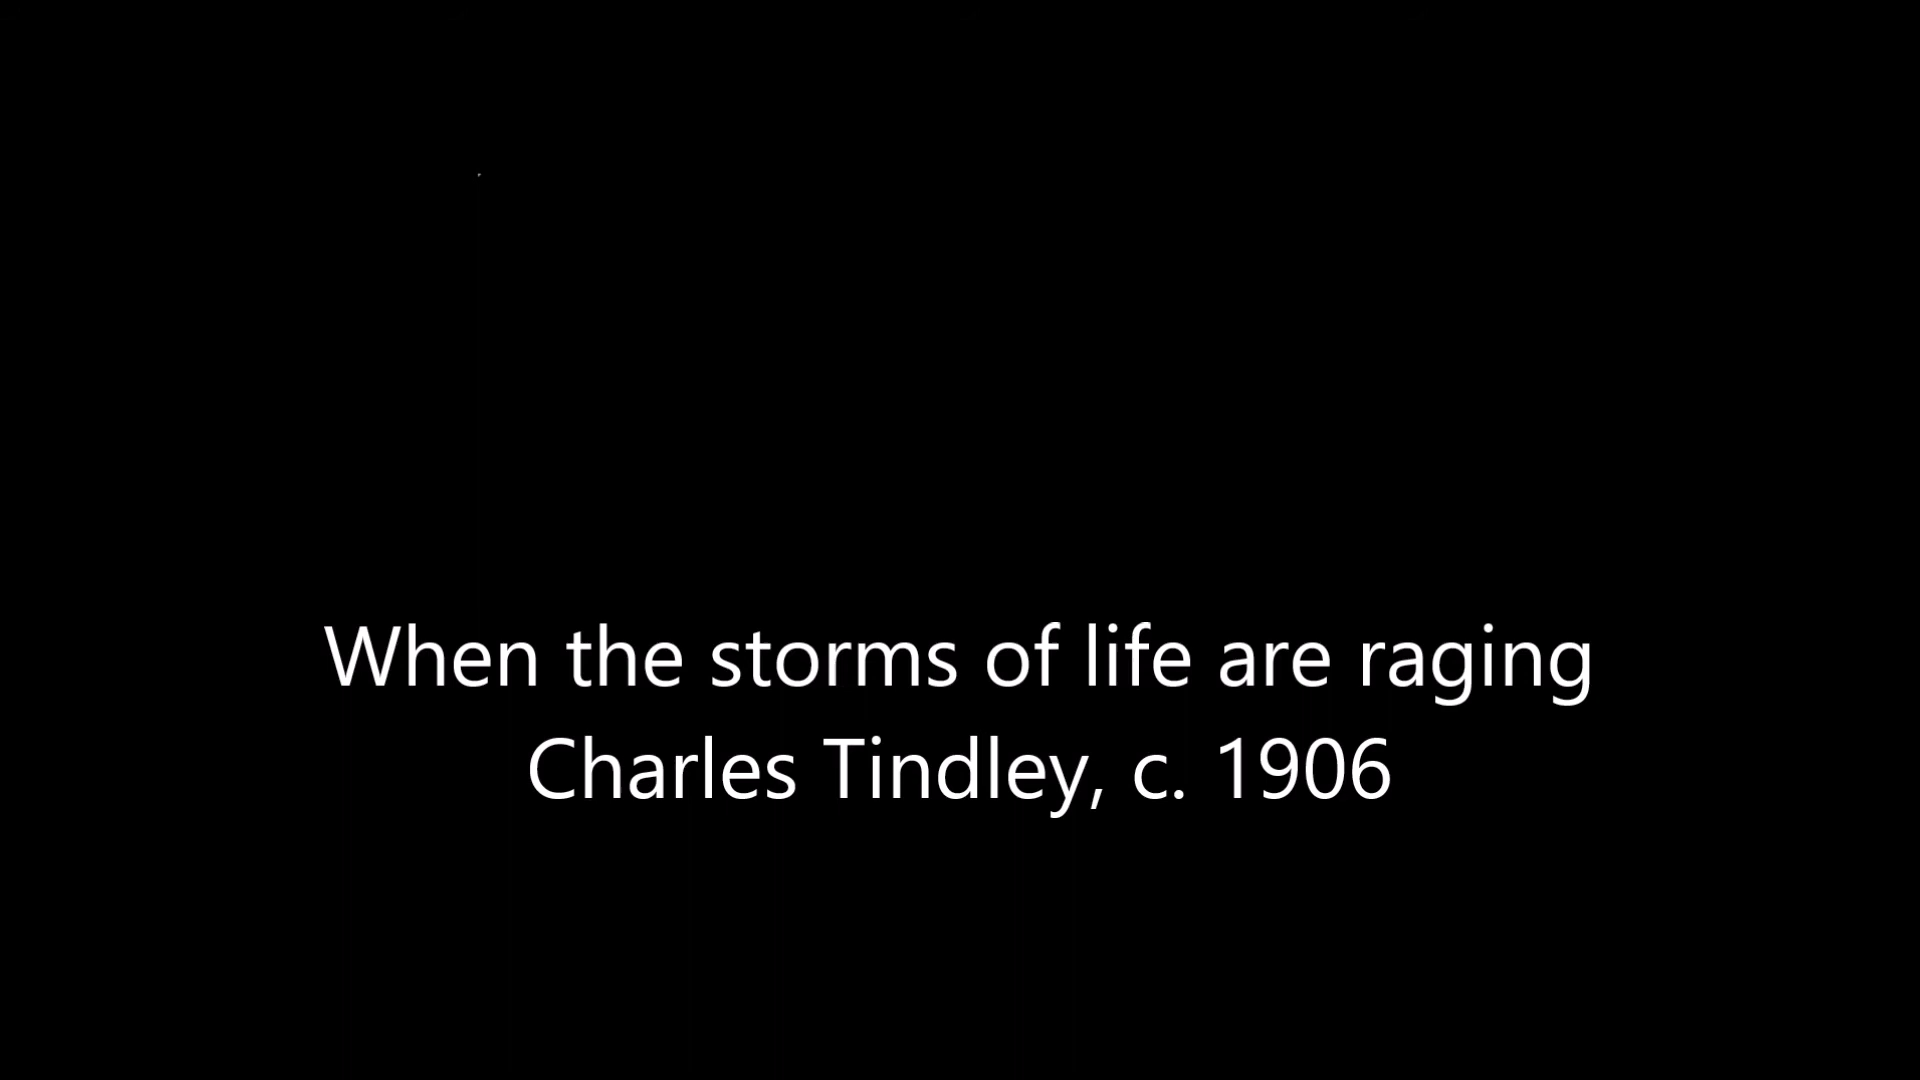 When the storms of life are raging
Charles Tindley, c. 1906